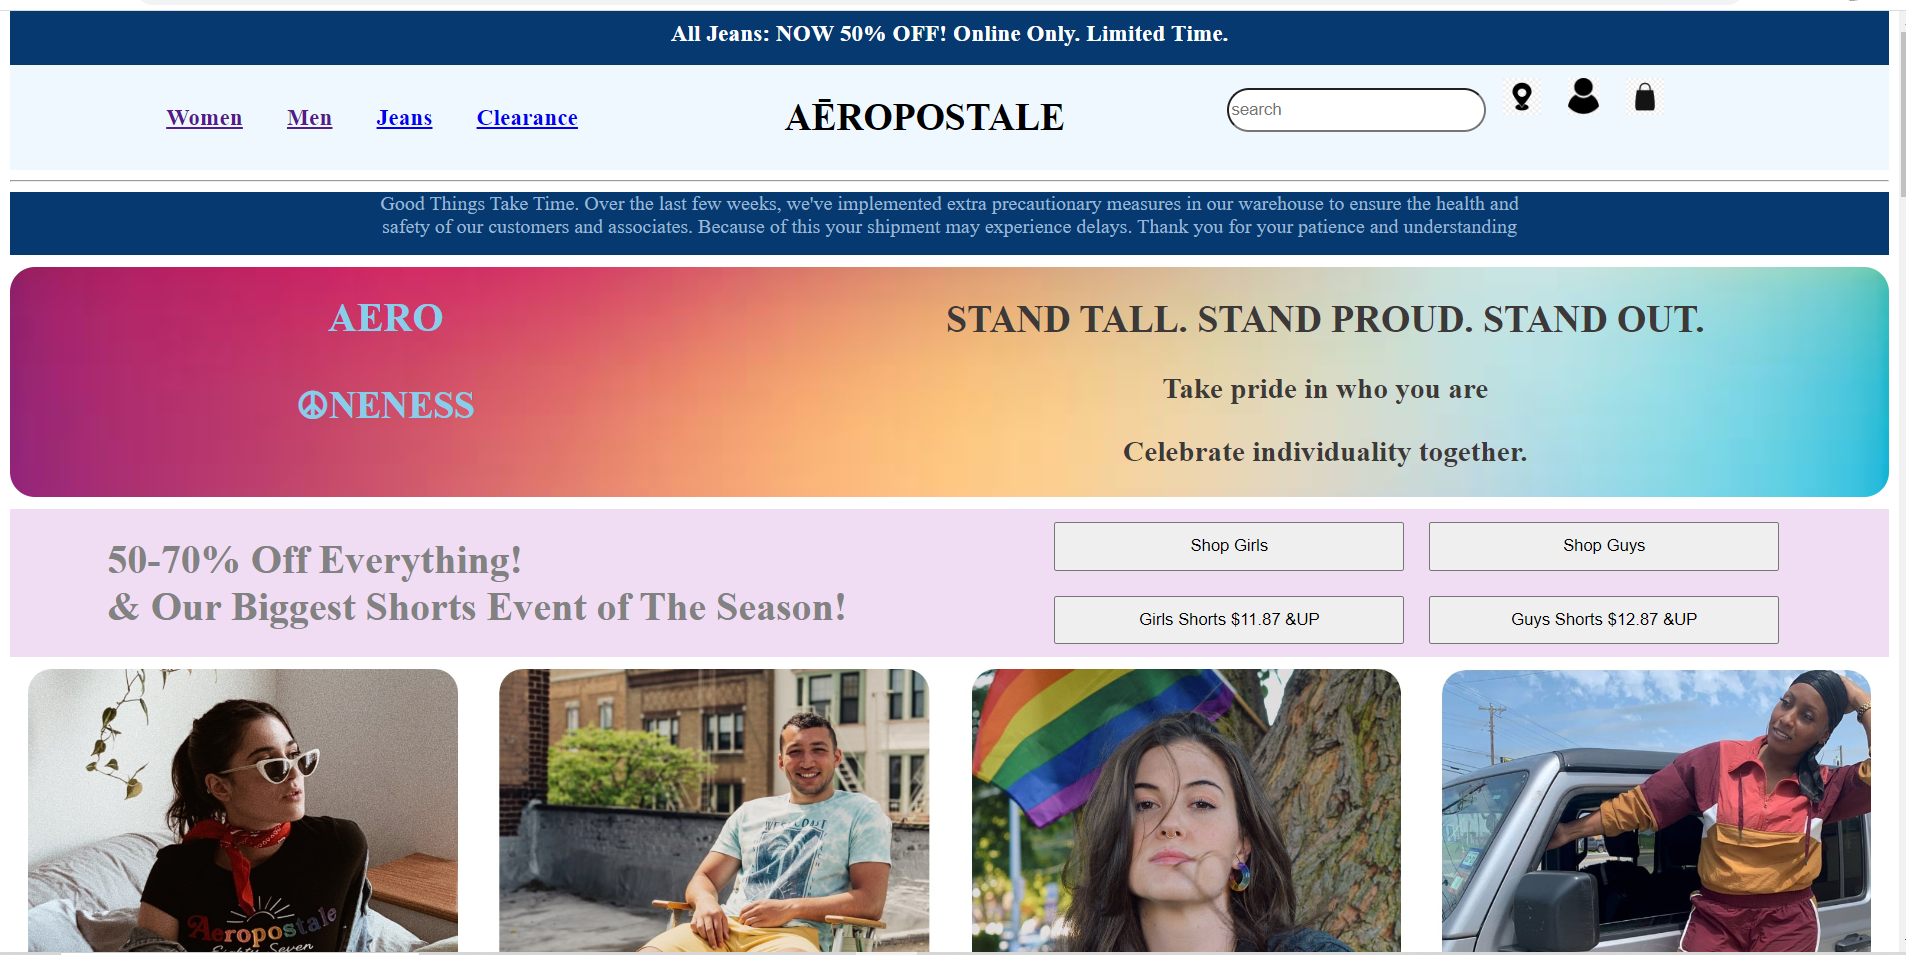 All Jeans: NOW 50% OFF! Online Only. Limited Time.
Women Men Jeans Clearance
AĒROPOSTALE
search
Good Things Take Time. Over the last few weeks, we've implemented extra precautionary measures in our warehouse to ensure the health and
safety of our customers and associates. Because of this your shipment may experience delays. Thank you for your patience and understanding
AERO
☮NENESS
STAND TALL. STAND PROUD. STAND OUT.
Take pride in who you are
Celebrate individuality together.
50-70% Off Everything!
& Our Biggest Shorts Event of The Season!
Shop Girls
Shop Guys
Girls Shorts $11.87 &UP
Guys Shorts $12.87 &UP
Aeropostale
Eighty Seven
WEST COAST